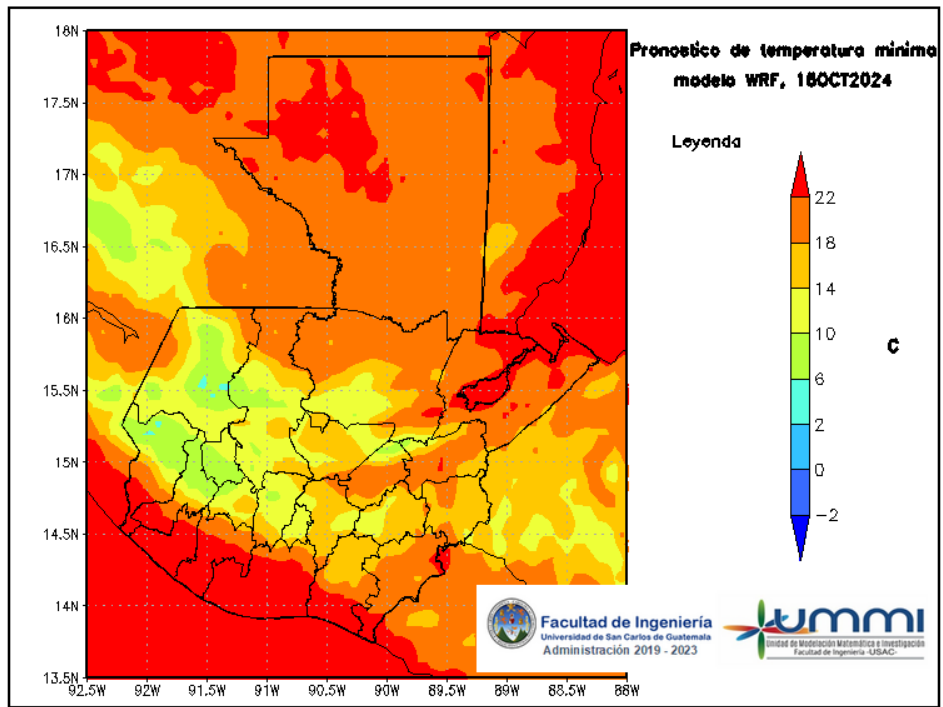 Pronostico de temperatura minima
modelo WRF,
Leyenda
22
18
14
10
6
2
0
−2
C
18N
17.5N
17N
16.5N
16N
15.5N
15N
14.5N
14N
13.5N
92.5W 92W 91.5W 91W 90.5W 90W 89.5W 89W 88.5W 88W
Facultad de Ingeniería
Universidad de San Carlos de Guatemala
Administración 2019 - 2023
UMMI
Unidad de Modelación Matemática e Investigación
Facultad de Ingeniería -USAC-